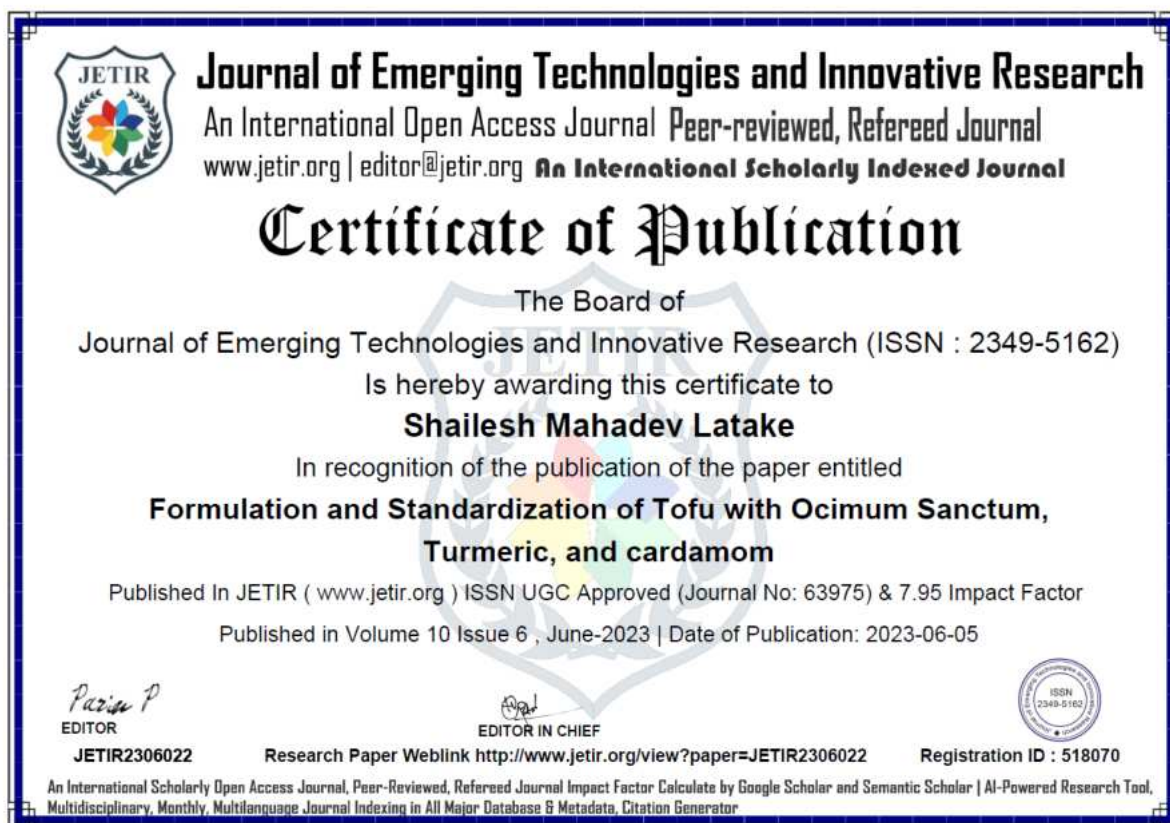 JETIR
Journal of Emerging Technologies and Innovative Research
An International Open Access Journal Peer-reviewed, Refereed Journal
www.jetir.org | editor@jetir.org An International Scholarly Indexed Journal
Certificate of Publication
The Board of
Journal of Emerging Technologies and Innovative Research (ISSN : 2349-5162)
Is hereby awarding this certificate to
Shailesh Mahadev Latake
In recognition of the publication of the paper entitled
Formulation and Standardization of Tofu with Ocimum Sanctum,
Turmeric, and cardamom
Published In JETIR ( www.jetir.org ) ISSN UGC Approved (Journal No: 63975) & 7.95 Impact Factor
Published in Volume 10 Issue 6 , June-2023 | Date of Publication: 2023-06-05
EDITOR
EDITOR IN CHIEF
ISSN
2349-5162
JETIR2306022 Research Paper Weblink http://www.jetir.org/view?paper=JETIR2306022 Registration ID : 518070
An International Scholarly Open Access Journal, Peer-Reviewed, Refereed Journal Impact Factor Calculate by Google Scholar and Semantic Scholar | AI-Powered Research Tool,
Multidisciplinary, Monthly, Multilanguage Journal Indexing in All Major Database & Metadata, Citation Generator